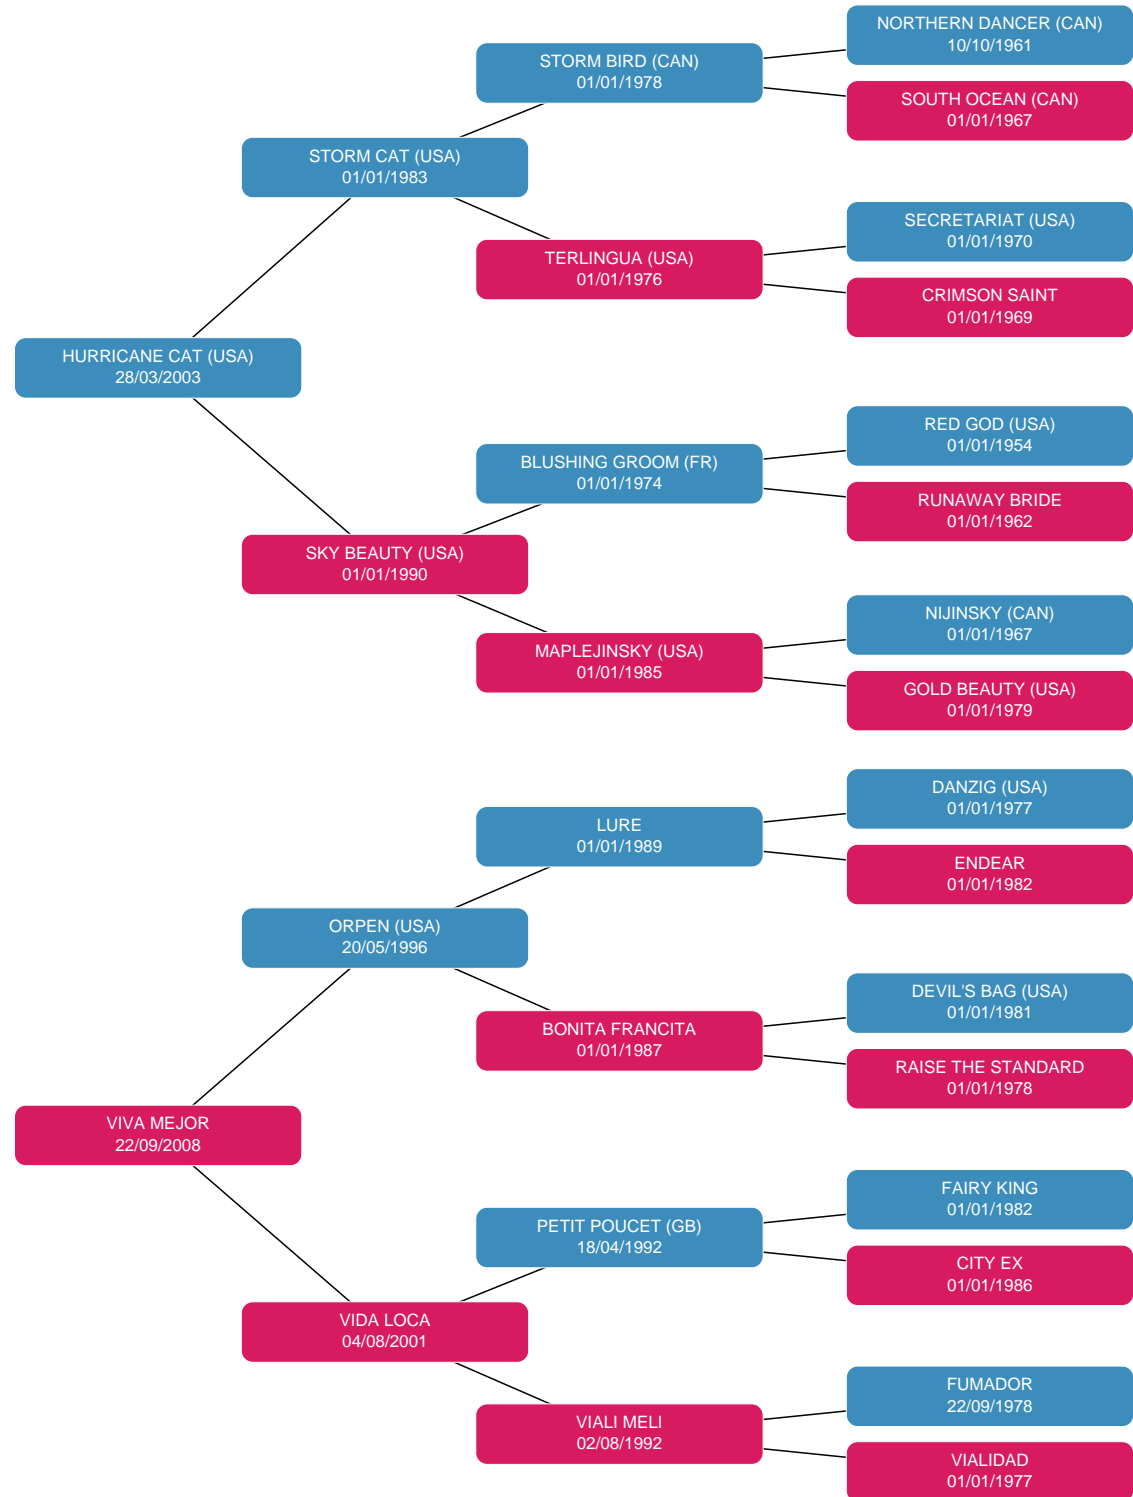 NORTHERN DANCER (CAN)
10/10/1961
STORM BIRD (CAN)
01/01/1978
SOUTH OCEAN (CAN)
01/01/1967
STORM CAT (USA)
01/01/1983
SECRETARIAT (USA)
01/01/1970
TERLINGUA (USA)
01/01/1976
CRIMSON SAINT
01/01/1969
HURRICANE CAT (USA)
28/03/2003
RED GOD (USA)
01/01/1954
BLUSHING GROOM (FR)
01/01/1974
RUNAWAY BRIDE
01/01/1962
SKY BEAUTY (USA)
01/01/1990
NIJINSKY (CAN)
01/01/1967
MAPLEJINSKY (USA)
01/01/1985
GOLD BEAUTY (USA)
01/01/1979
DANZIG (USA)
01/01/1977
LURE
01/01/1989
ENDEAR
01/01/1982
ORPEN (USA)
20/05/1996
DEVIL'S BAG (USA)
01/01/1981
BONITA FRANCITA
01/01/1987
RAISE THE STANDARD
01/01/1978
VIVA MEJOR
22/09/2008
FAIRY KING
01/01/1982
PETIT POUCET (GB)
18/04/1992
CITY EX
01/01/1986
VIDA LOCA
04/08/2001
FUMADOR
22/09/1978
VIALI MELI
02/08/1992
VIALIDAD
01/01/1977